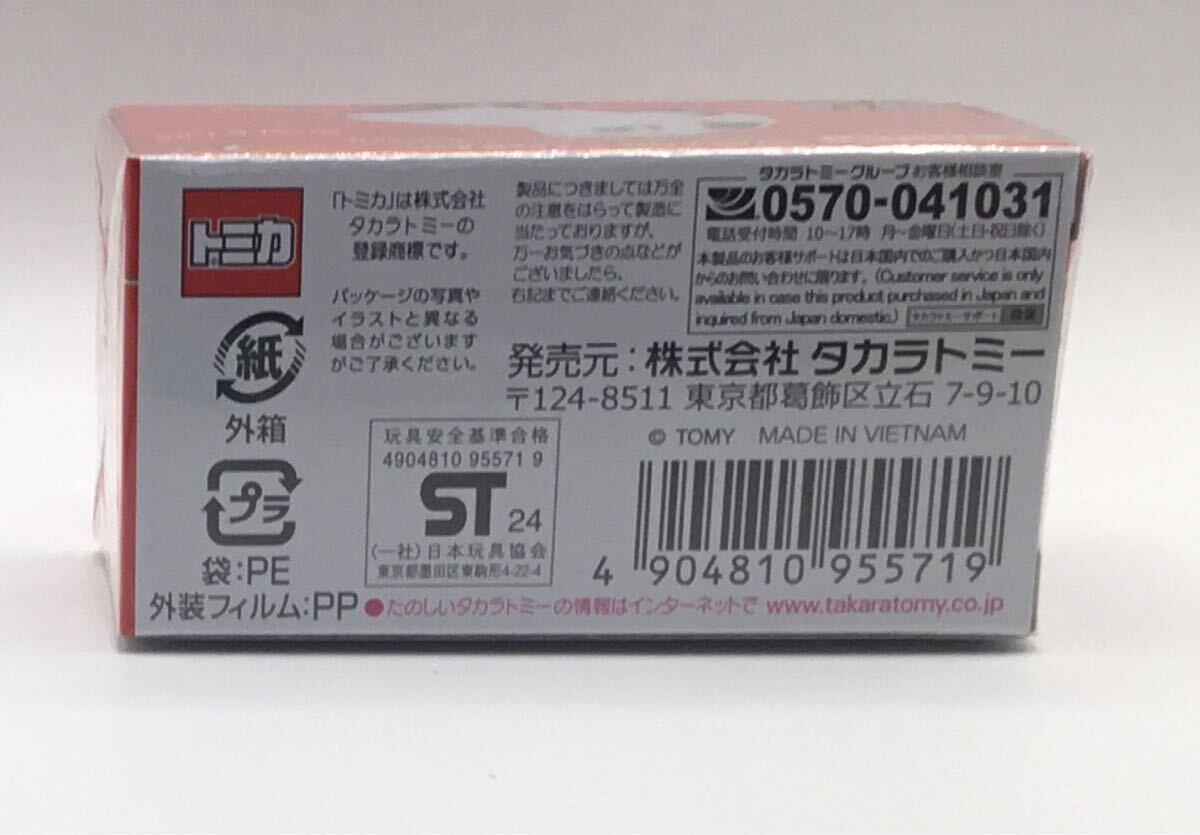 トミカ
「トミカ」は株式会社
タカラトミーの
登録商標です。
パッケージの写真や
イラストと異なる
場合がございます
がご了承ください。
製品につきましては万全
の注意をはらって製造に
当たっておりますが、
万一お気づきの点などが
ございましたら、
右記までご連絡ください。
タカラトミーグループお客様相談室
0570-041031
電話受付時間 10〜17時 月〜金曜日(土・日・祝日除く)
本製品のお客様サポートは日本国内でのご購入かつ日本国内
からのお問い合わせに限ります。(Customer service is only
available in case this product purchased in Japan and
inquired from Japan domestic.) タカラトミーサポート 検索
発売元:株式会社 タカラトミー
〒124-8511 東京都葛飾区立石 7-9-10
© TOMY MADE IN VIETNAM
紙
外箱
プラ
袋:PE
外装フィルム:PP
玩具安全基準合格
4904810 95571 9
ST 24
(一社)日本玩具協会
東京都墨田区東駒形4-22-4
4 904810 955719
●たのしいタカラトミーの情報はインターネットで www.takaratomy.co.jp